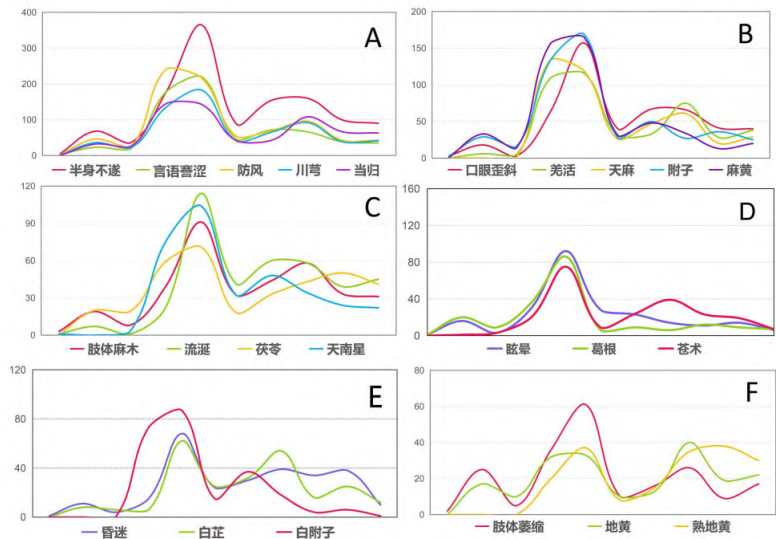 400
300
200
100
0
A
半身不遂 言语蹇涩 防风 川芎 当归
200
150
100
50
0
B
口眼歪斜 羌活 天麻 附子 麻黄
120
90
60
30
0
C
肢体麻木 流涎 茯苓 天南星
160
120
80
40
0
D
眩晕 葛根 苍术
120
80
40
0
E
昏迷 白芷 白附子
80
60
40
20
0
F
肢体萎缩 地黄 熟地黄